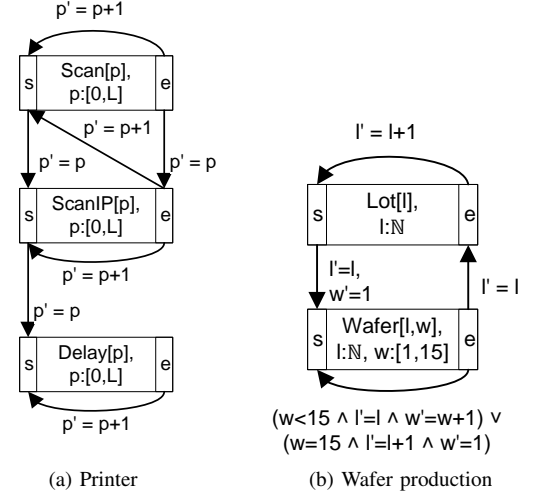 p' = p+1
s
Scan[p],
p:[0,L]
e
p' = p+1
p' = p
p' = p
s
ScanIP[p],
p:[0,L]
e
p' = p+1
p' = p
s
Delay[p],
p:[0,L]
e
p' = p+1
(a) Printer
l' = l+1
s
Lot[l],
l:ℕ
e
l'=l,
w'=1
l' = l
s
Wafer[l,w],
l:ℕ, w:[1,15]
e
(w<15 ∧ l'=l ∧ w'=w+1) ∨
(w=15 ∧ l'=l+1 ∧ w'=1)
(b) Wafer production